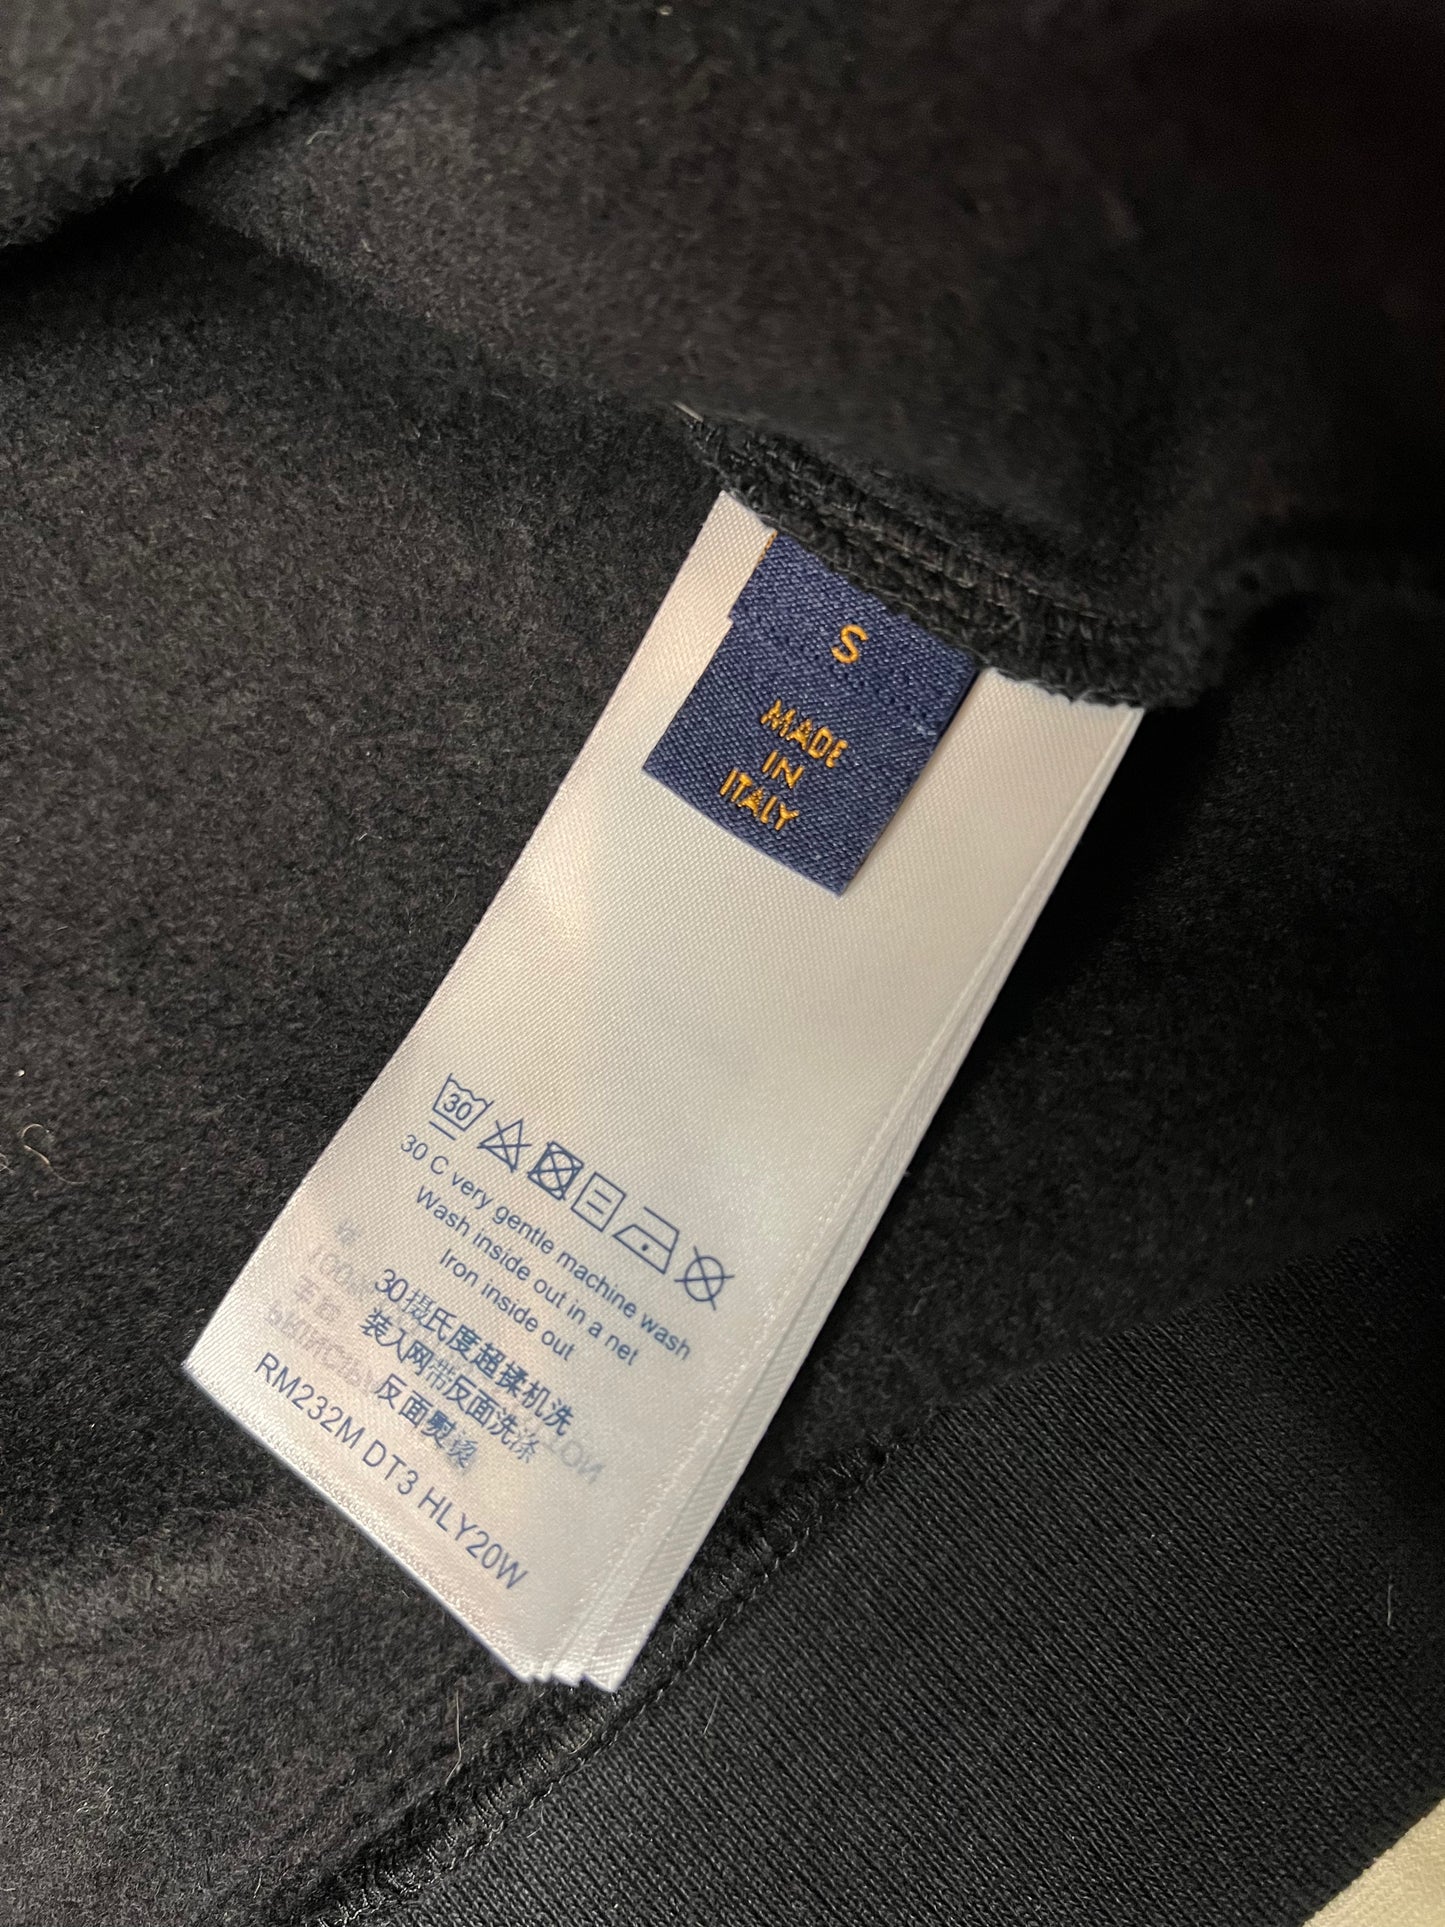 S
MADE
IN
ITALY
30
30 C very gentle machine wash
Wash inside out in a net
Iron inside out
30摄氏度超揉机洗
装入网带反面洗涤
反面熨烫
RM232M DT3 HLY20W